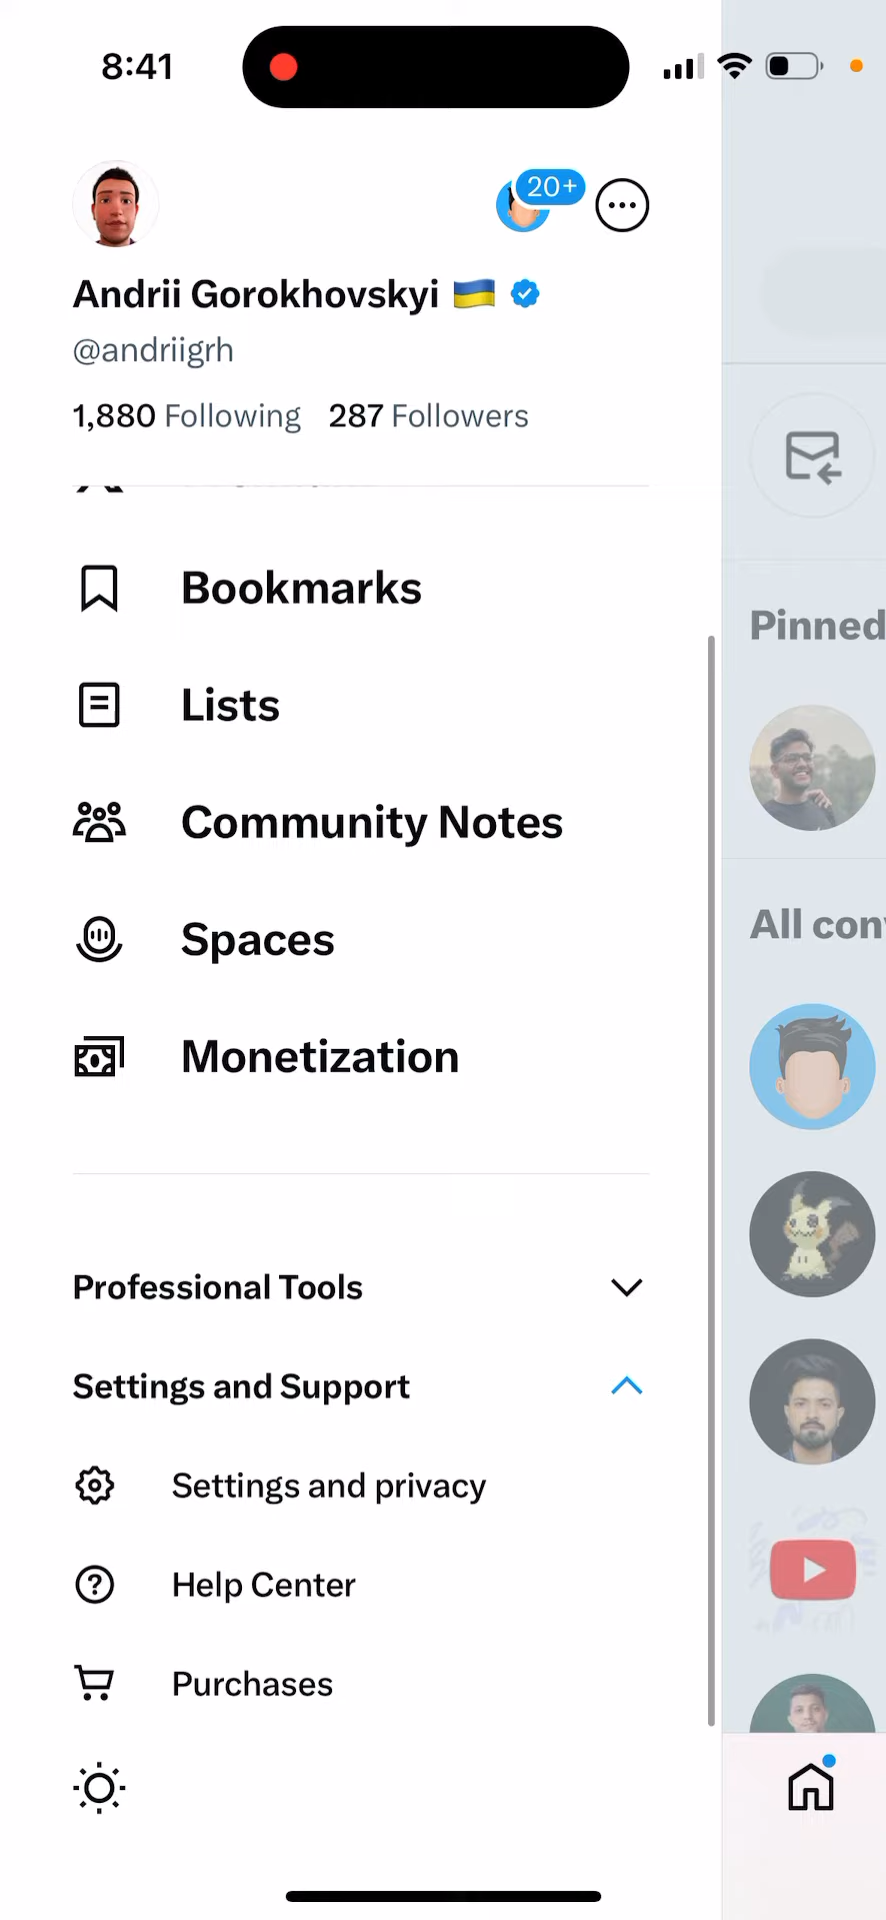 8:41
20+
Andrii Gorokhovskyi 🇺🇦
@andriigrh
1,880 Following 287 Followers
Bookmarks
Lists
Community Notes
Spaces
Monetization
Professional Tools
Settings and Support
Settings and privacy
Help Center
Purchases
Pinned
All con